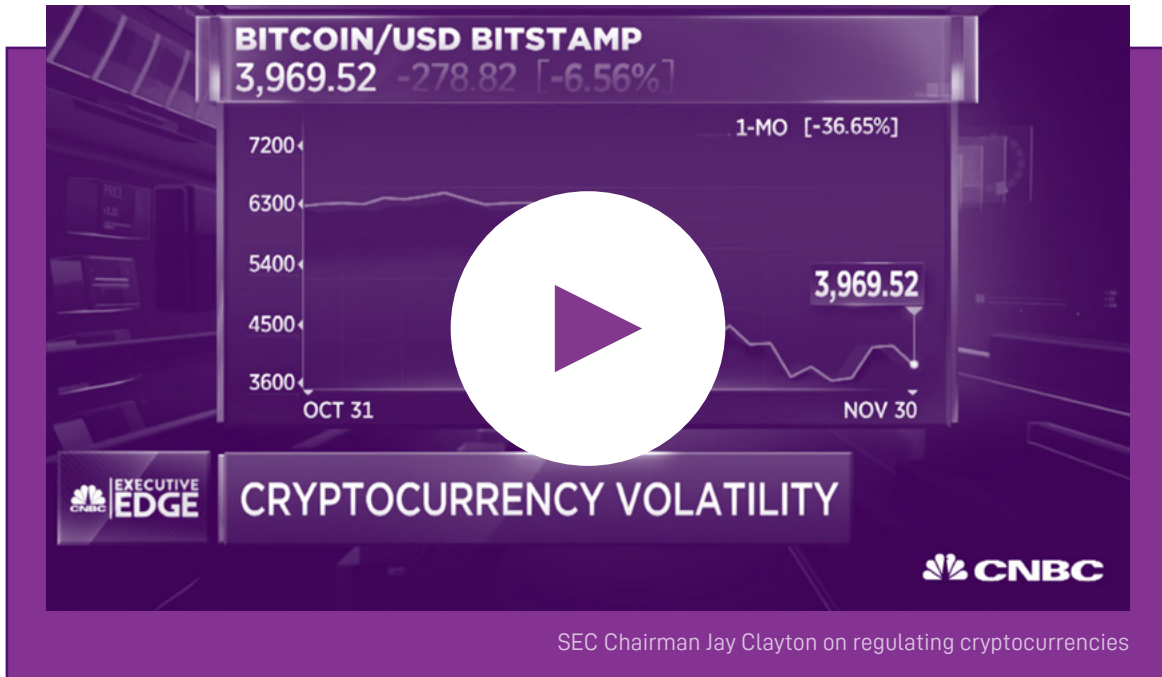 BITCOIN/USD BITSTAMP
3,969.52 -278.82 [-6.56%]
1-MO [-36.65%]
7200
6300
5400
4500
3600
3,969.52
OCT 31
NOV 30
CNBC
EXECUTIVE
EDGE
CRYPTOCURRENCY VOLATILITY
CNBC
SEC Chairman Jay Clayton on regulating cryptocurrencies